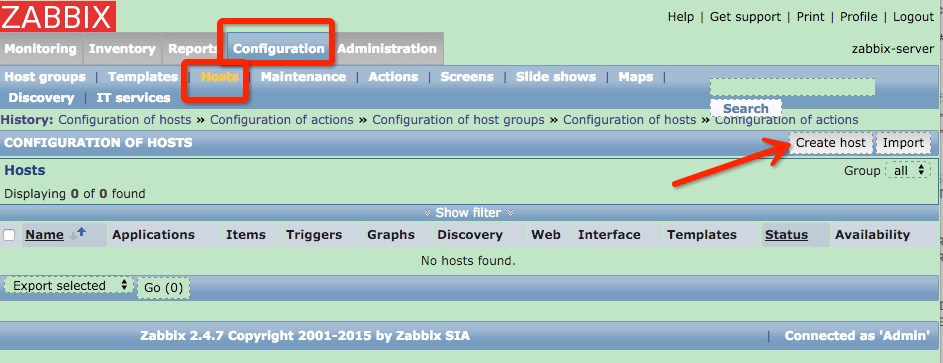 ZABBIX
Help | Get support | Print | Profile | Logout
Monitoring Inventory Reports Configuration Administration
zabbix-server
Host groups | Templates | Hosts | Maintenance | Actions | Screens | Slide shows | Maps |
Discovery | IT services
Search
History: Configuration of hosts » Configuration of actions » Configuration of host groups » Configuration of hosts » Configuration of actions
CONFIGURATION OF HOSTS
Create host Import
Hosts
Group all
Displaying 0 of 0 found
Show filter
Name Applications Items Triggers Graphs Discovery Web Interface Templates Status Availability
No hosts found.
Export selected Go (0)
Zabbix 2.4.7 Copyright 2001-2015 by Zabbix SIA | Connected as 'Admin'